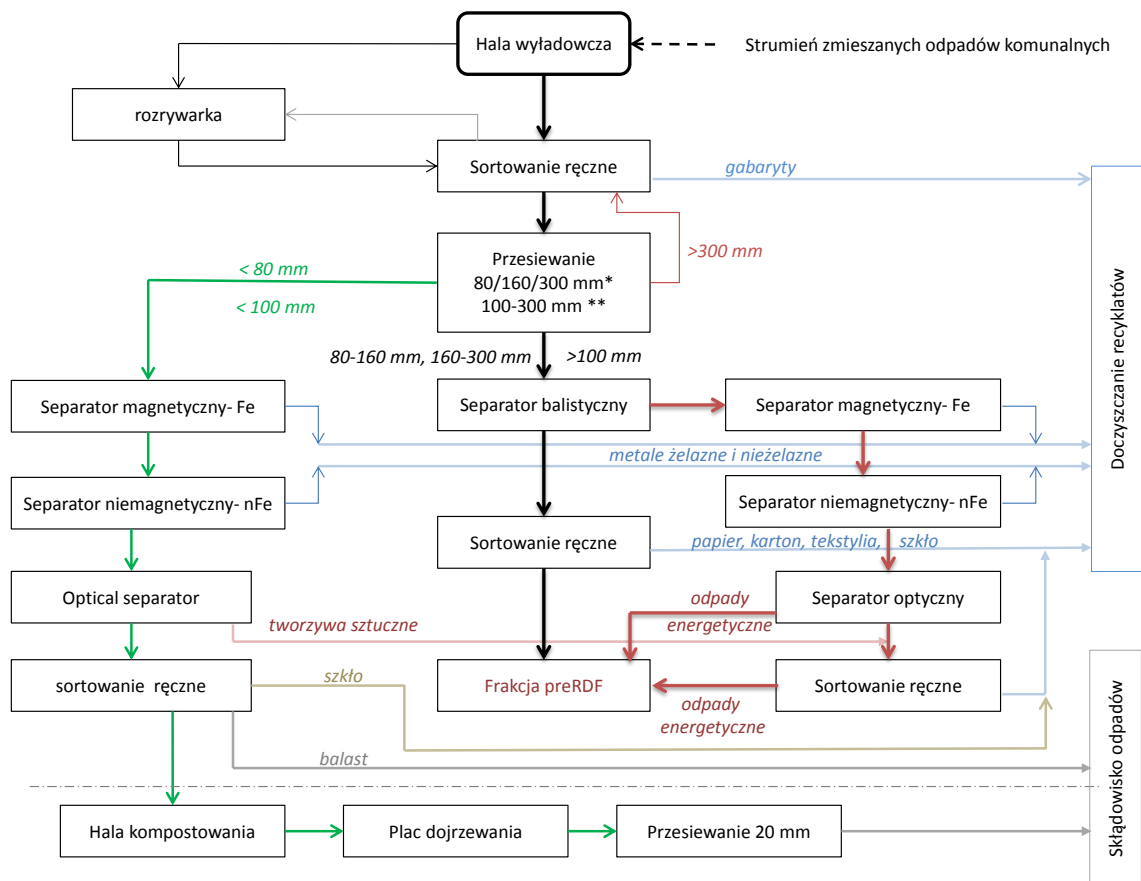 Hala wyładowcza
Strumień zmieszanych odpadów komunalnych
rozrywarka
Sortowanie ręczne
gabaryty
>300 mm
Przesiewanie
80/160/300 mm*
100-300 mm **
< 80 mm
< 100 mm
80-160 mm, 160-300 mm
>100 mm
Separator magnetyczny- Fe
Separator balistyczny
Separator magnetyczny- Fe
metale żelazne i nieżelazne
Separator niemagnetyczny- nFe
Separator niemagnetyczny- nFe
Sortowanie ręczne
papier, karton, tekstylia, szkło
Doczyszczanie recyklatów
Optical separator
Separator optyczny
odpady
energetyczne
tworzywa sztuczne
sortowanie ręczne
szkło
Frakcja preRDF
Sortowanie ręczne
odpady
energetyczne
balast
Skłądowisko odpadów
Hala kompostowania
Plac dojrzewania
Przesiewanie 20 mm